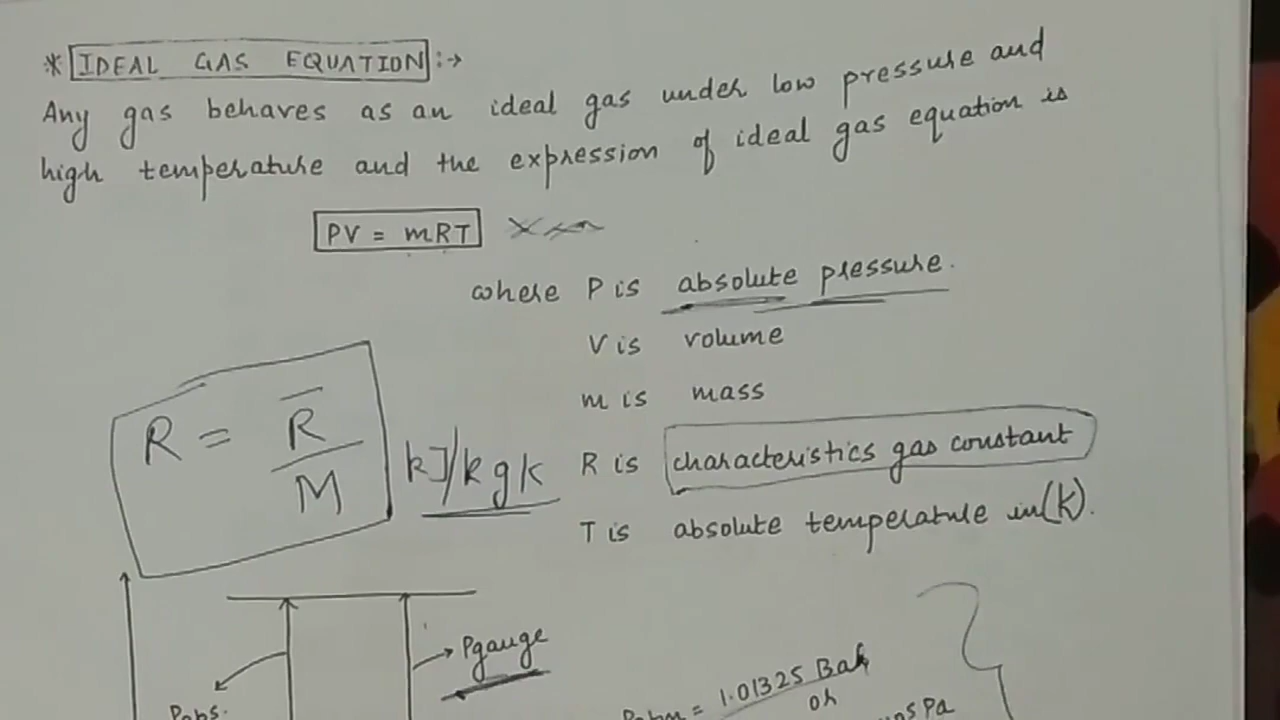 * IDEAL GAS EQUATION :→
Any gas behaves as an ideal gas under low pressure and
high temperature and the expression of ideal gas equation is
PV = mRT
where P is absolute pressure.
V is volume
m is mass
R = R̅ / M kJ/kgk
R is characteristics gas constant
T is absolute temperature in (k).
Pgauge
Pabs.
= 1.01325 Bar
or
Pa